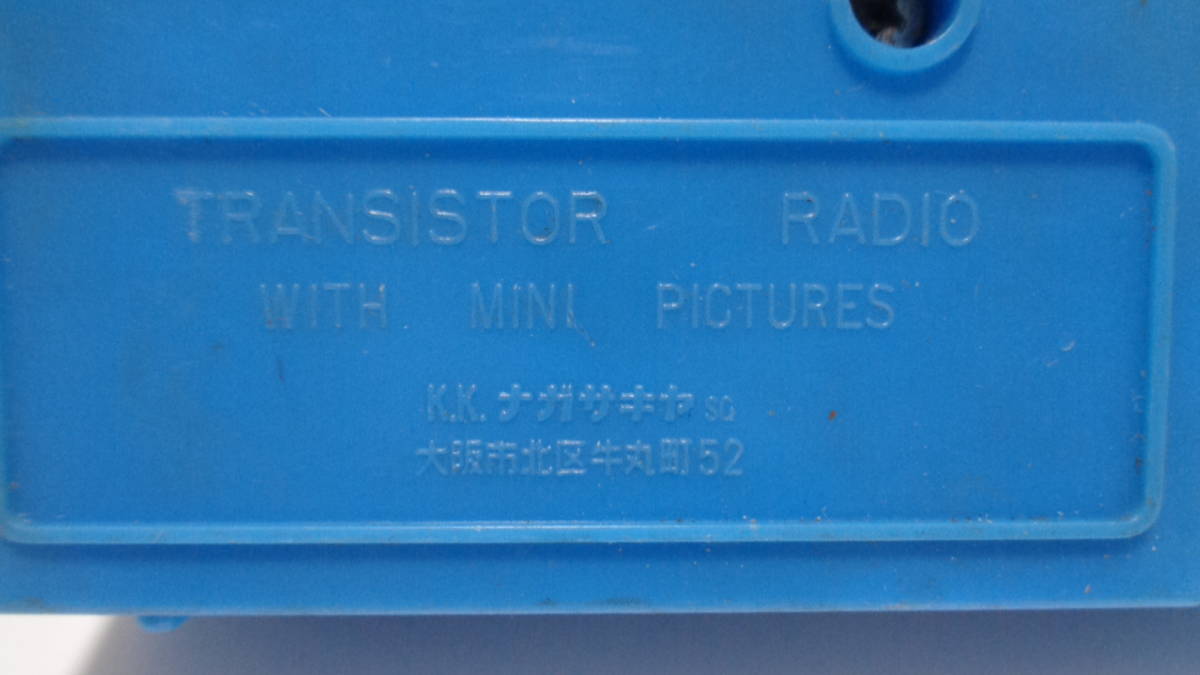 TRANSISTOR RADIO
WITH MINI PICTURES
K.K. ナガサキヤ SQ
大阪市北区牛丸町52